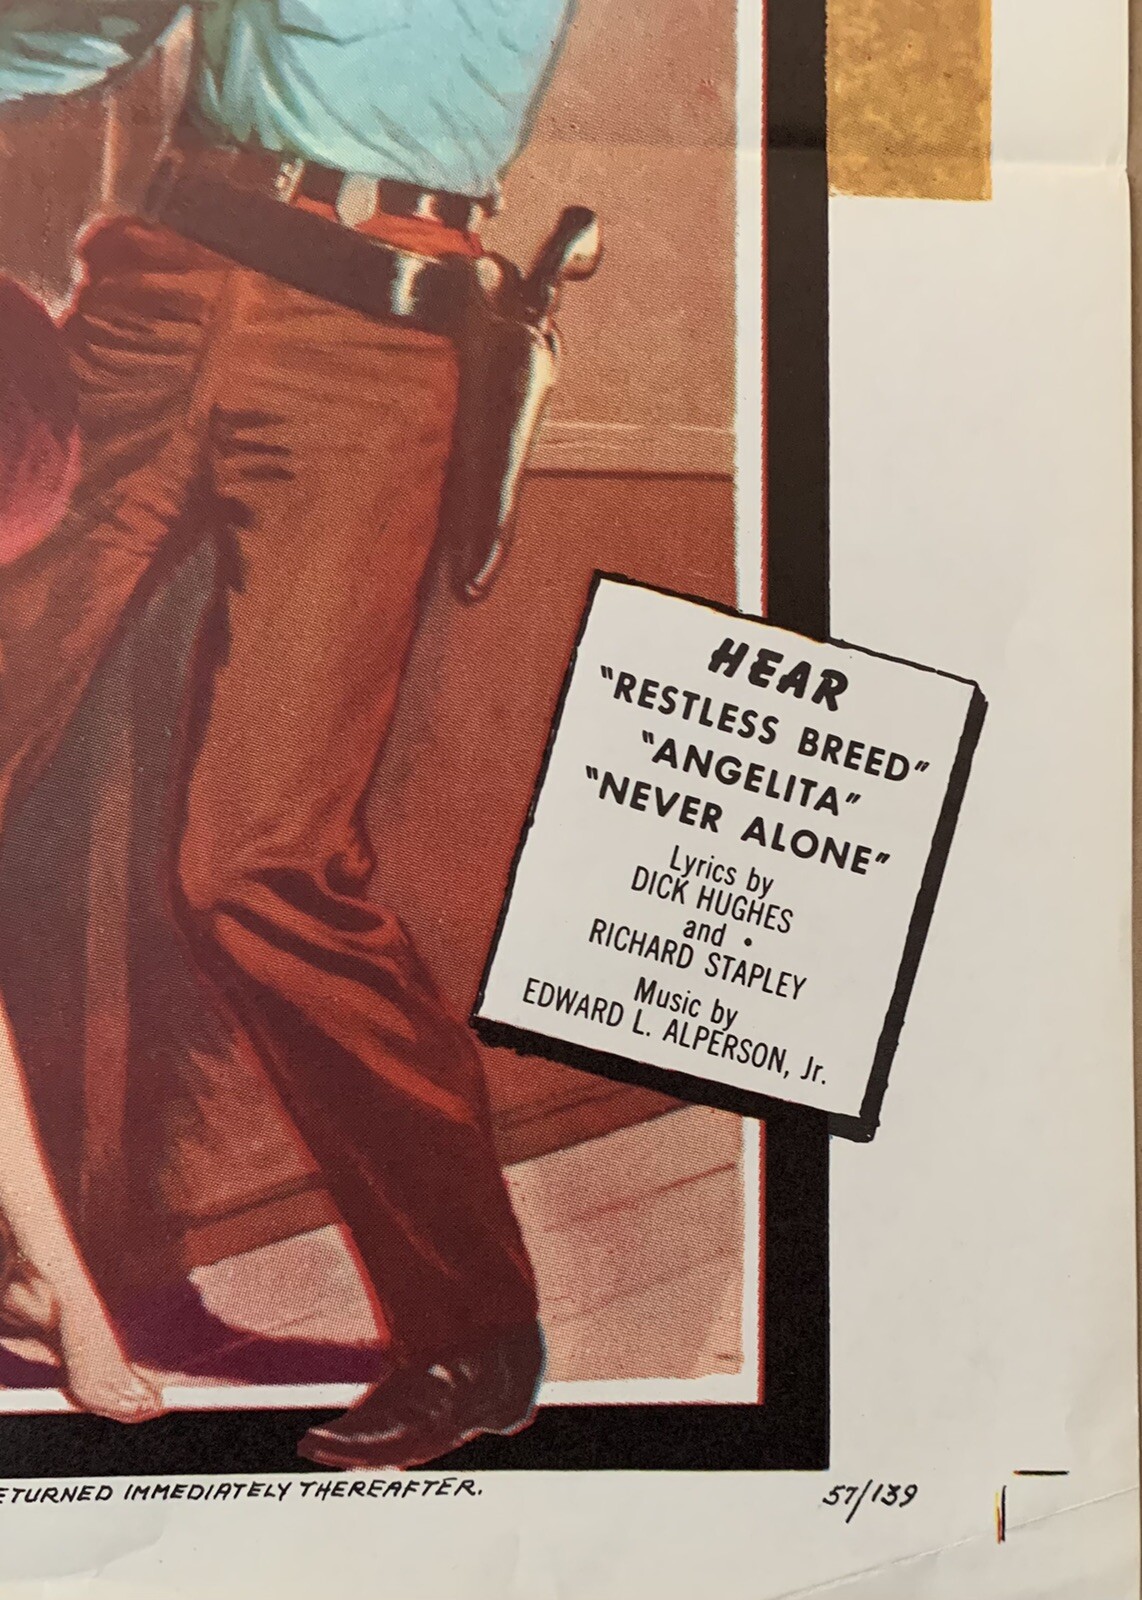 HEAR
"RESTLESS BREED"
"ANGELITA"
"NEVER ALONE"
Lyrics by
DICK HUGHES
and
RICHARD STAPLEY
Music by
EDWARD L. ALPERSON, Jr.
ETURNED IMMEDIATELY THEREAFTER.
57/139